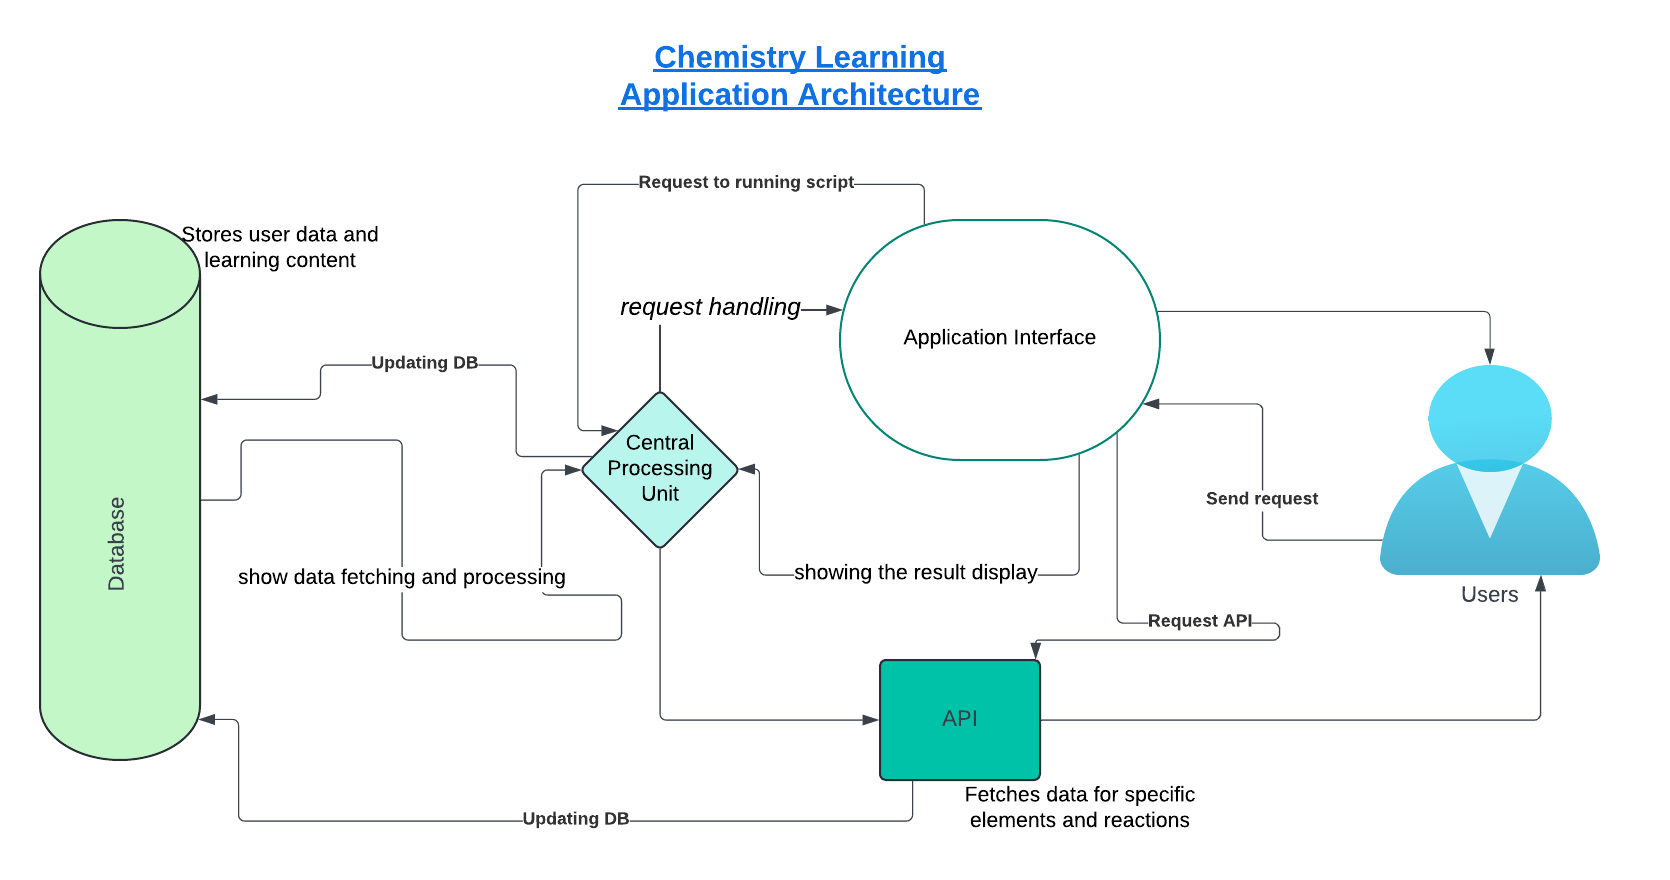 Chemistry Learning
Application Architecture
Request to running script
Stores user data and
learning content
request handling
Application Interface
Updating DB
Central
Processing
Unit
Send request
Database
showing the result display
show data fetching and processing
Users
Request API
API
Fetches data for specific
elements and reactions
Updating DB